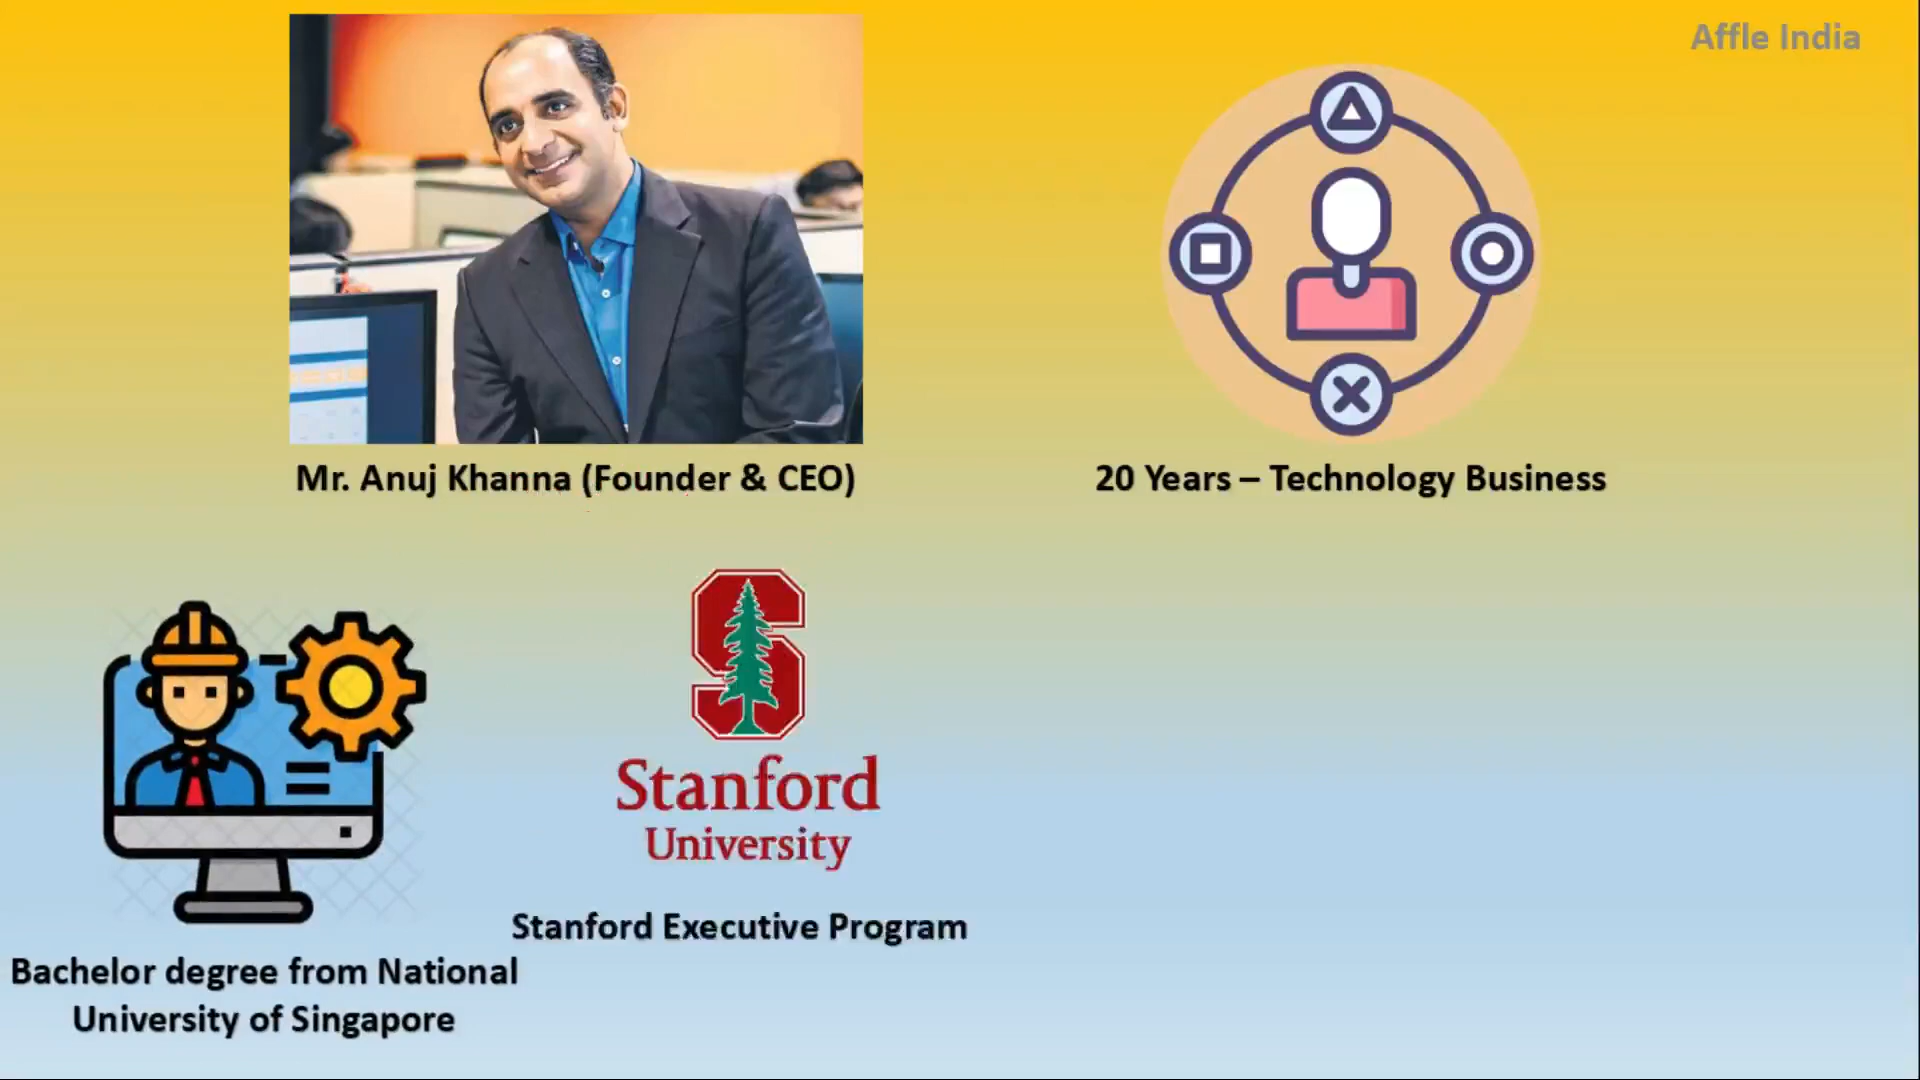 Affle India
Mr. Anuj Khanna (Founder & CEO)
20 Years – Technology Business
Stanford
University
Stanford Executive Program
Bachelor degree from National
University of Singapore